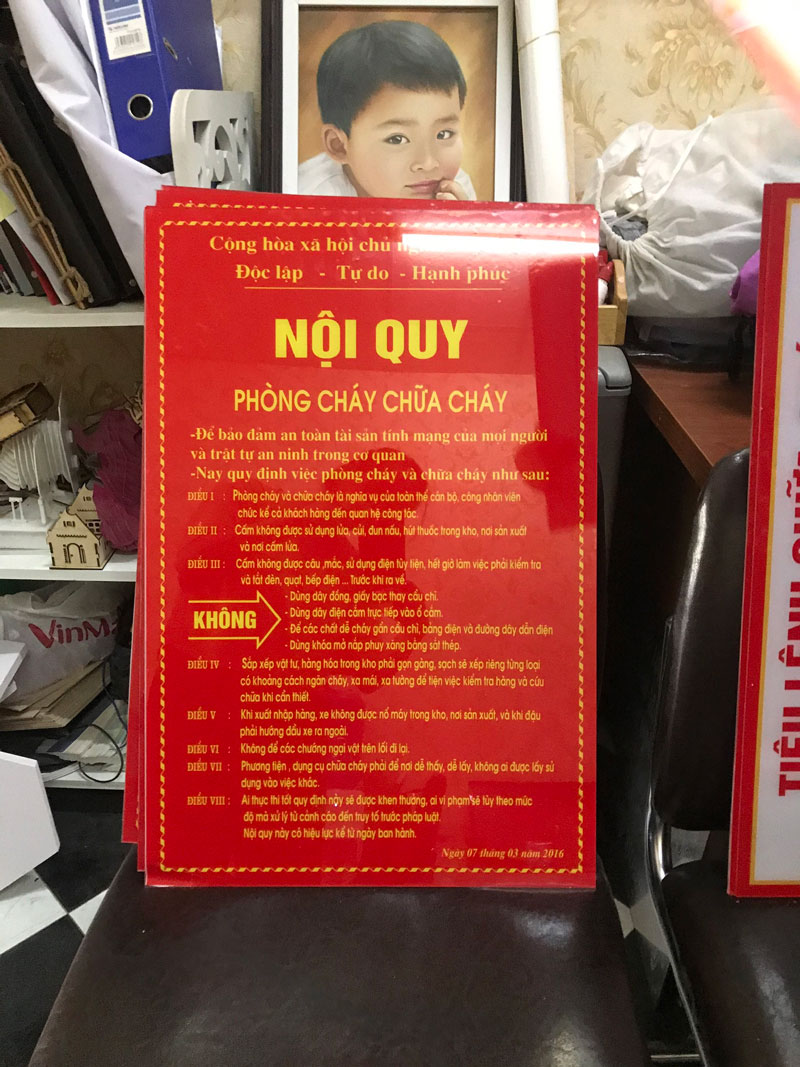 Cộng hòa xã hội chủ
Độc lập - Tự do - Hạnh phúc
NỘI QUY
PHÒNG CHÁY CHỮA CHÁY
-Để bảo đảm an toàn tài sản tính mạng của mọi người
và trật tự an ninh trong cơ quan
-Nay quy định việc phòng cháy và chữa cháy như sau:
ĐIỀU I : Phòng cháy và chữa cháy là nghĩa vụ của toàn thể cán bộ, công nhân viên
chức kể cả khách hàng đến quan hệ công tác.
ĐIỀU II : Cấm không được sử dụng lửa, củi, đun nấu, hút thuốc trong kho, nơi sản xuất
và nơi cấm lửa.
ĐIỀU III : Cấm không được câu ,mắc, sử dụng điện tùy tiện, hết giờ làm việc phải kiểm tra
và tắt đèn, quạt, bếp điện ... Trước khi ra về.
KHÔNG
- Dùng dây đồng, giấy bạc thay cầu chì.
- Dùng dây điện cắm trực tiếp vào ổ cắm.
- Để các chất dễ cháy gần cầu chì, bảng điện và đường dây dẫn điện
- Dùng khóa mở náp phuy xăng bằng sắt thép.
ĐIỀU IV : Sắp xếp vật tư, hàng hóa trong kho phải gọn gàng, sạch sẽ xếp riêng từng loại
có khoảng cách ngăn cháy, xa mái, xa tường để tiện việc kiểm tra hàng và cứu
chữa khi cần thiết.
ĐIỀU V : Khi xuất nhập hàng, xe không được nổ máy trong kho, nơi sản xuất, và khi đậu
phải hướng đầu xe ra ngoài.
ĐIỀU VI : Không để các chướng ngại vật trên lối đi lại.
ĐIỀU VII : Phương tiện , dụng cụ chữa cháy phải để nơi dễ thấy, dễ lấy, không ai được lấy sử
dụng vào việc khác.
ĐIỀU VIII : Ai thực thi tốt quy định này sẽ được khen thưởng, ai vi phạm sẽ tùy theo mức
độ mà xử lý từ cảnh cáo đến truy tố trước pháp luật.
Nội quy này có hiệu lực kể từ ngày ban hành.
Ngày 07 tháng 03 năm 2016
VinM
TIÊU LỆNH CHỮA